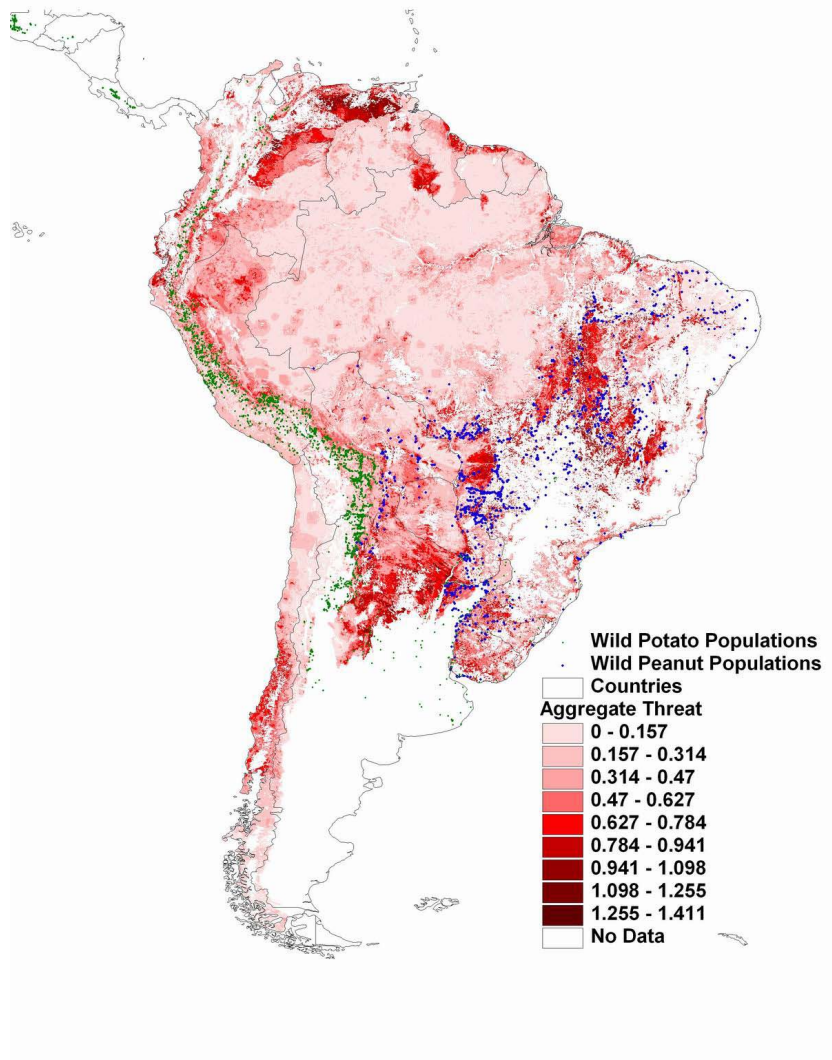 Wild Potato Populations
Wild Peanut Populations
Countries
Aggregate Threat
0 - 0.157
0.157 - 0.314
0.314 - 0.47
0.47 - 0.627
0.627 - 0.784
0.784 - 0.941
0.941 - 1.098
1.098 - 1.255
1.255 - 1.411
No Data